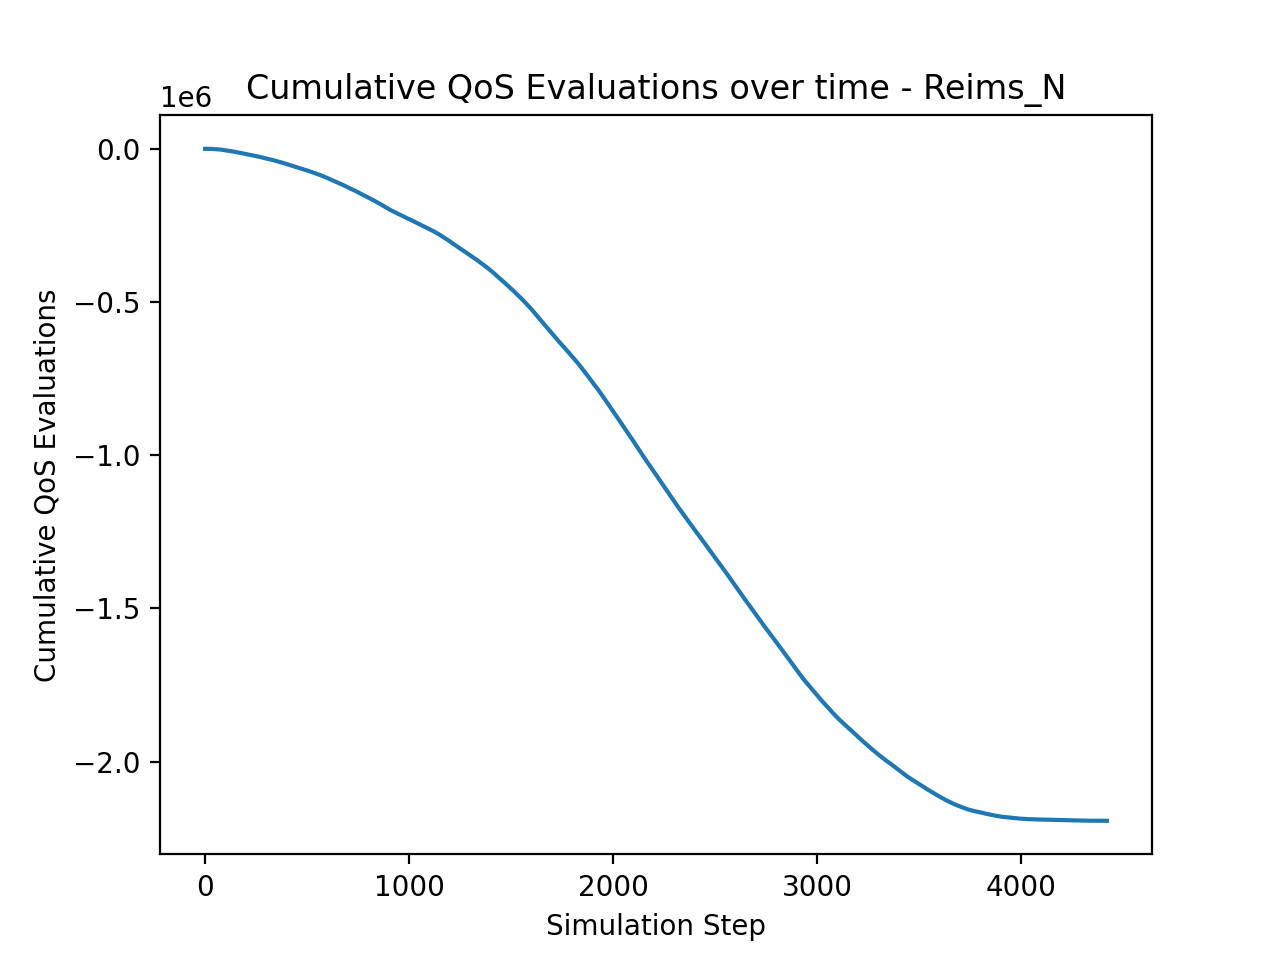 Cumulative QoS Evaluations over time - Reims_N
1e6
0.0
−0.5
−1.0
−1.5
−2.0
Cumulative QoS Evaluations
0 1000 2000 3000 4000
Simulation Step